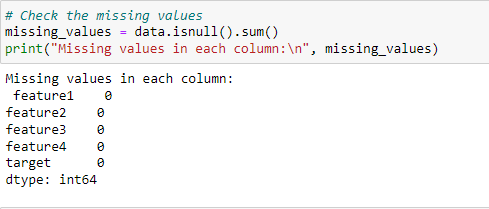 # Check the missing values
missing_values = data.isnull().sum()
print("Missing values in each column:\n", missing_values)
Missing values in each column:
 feature1    0
feature2    0
feature3    0
feature4    0
target      0
dtype: int64